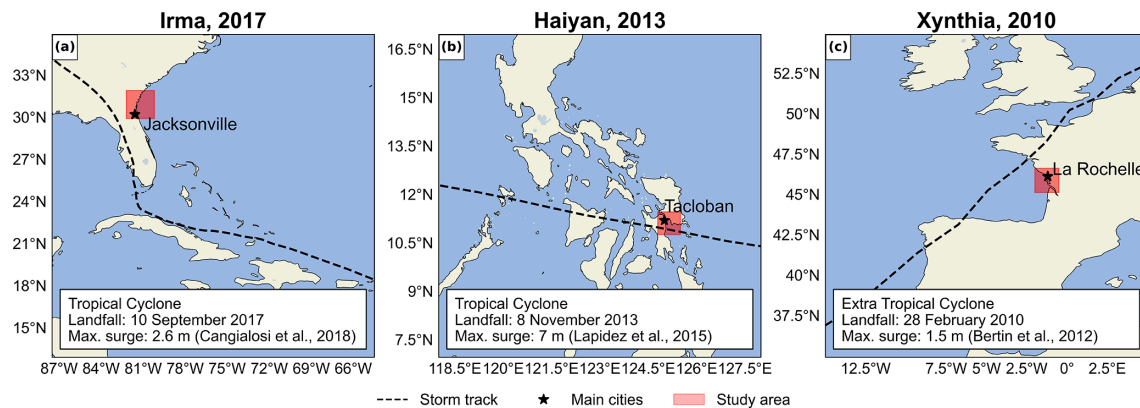 Irma, 2017
(a)
33°N
30°N
27°N
24°N
21°N
18°N
15°N
87°W 84°W 81°W 78°W 75°W 72°W 69°W 66°W
Jacksonville
Tropical Cyclone
Landfall: 10 September 2017
Max. surge: 2.6 m (Cangialosi et al., 2018)
Haiyan, 2013
(b)
16.5°N
15°N
13.5°N
12°N
10.5°N
9°N
7.5°N
118.5°E 120°E 121.5°E 123°E 124.5°E 126°E 127.5°E
Tacloban
Tropical Cyclone
Landfall: 8 November 2013
Max. surge: 7 m (Lapidez et al., 2015)
Xynthia, 2010
(c)
52.5°N
50°N
47.5°N
45°N
42.5°N
40°N
37.5°N
12.5°W 7.5°W 5°W 2.5°W 0° 2.5°E
La Rochelle
Extra Tropical Cyclone
Landfall: 28 February 2010
Max. surge: 1.5 m (Bertin et al., 2012)
Storm track
Main cities
Study area